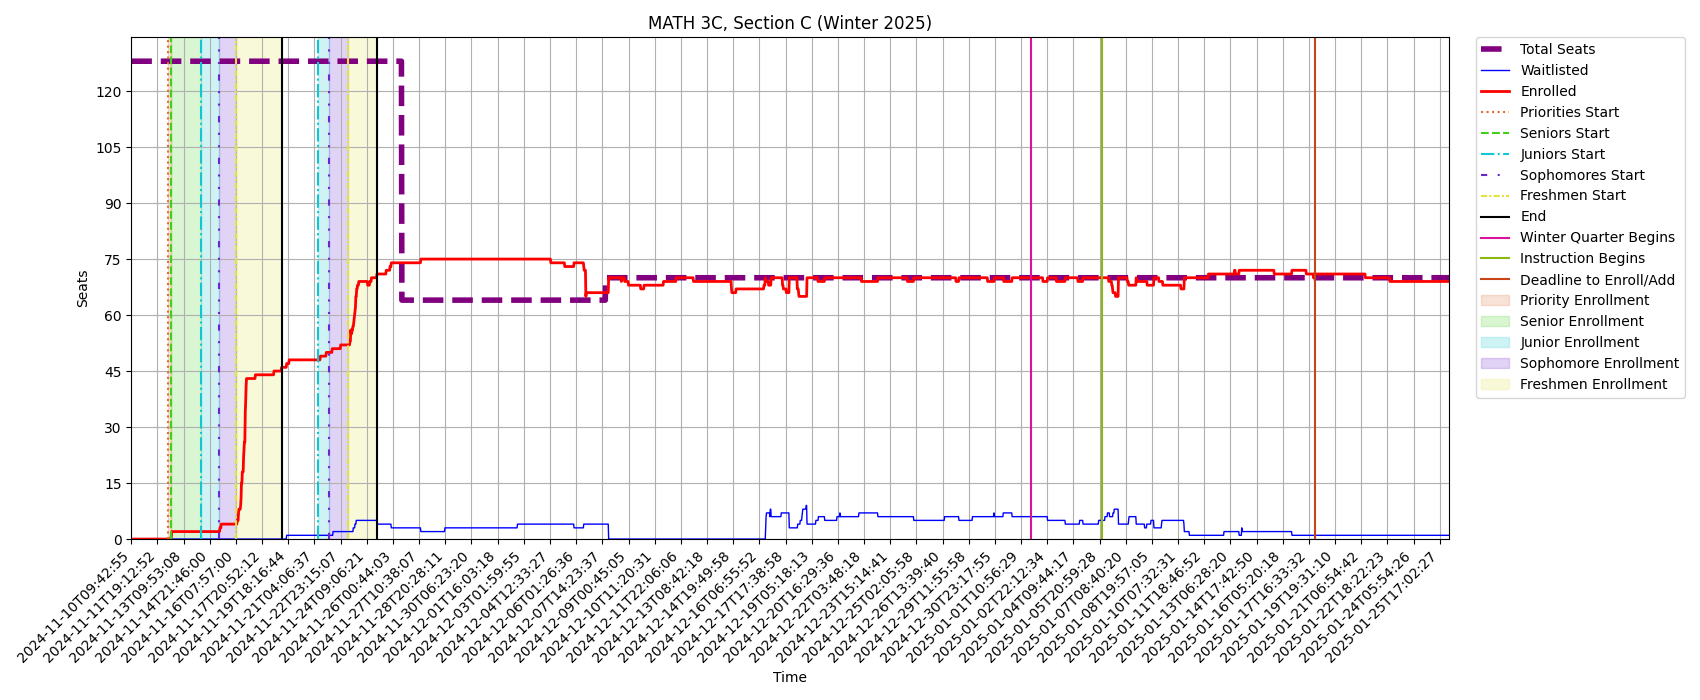 MATH 3C, Section C (Winter 2025)
Seats
120
105
90
75
60
45
30
15
0
2024-11-10T09:42:55
2024-11-11T19:12:52
2024-11-13T09:53:08
2024-11-14T21:46:00
2024-11-16T07:57:00
2024-11-17T20:52:12
2024-11-19T18:16:44
2024-11-21T04:06:37
2024-11-22T23:15:07
2024-11-24T09:06:21
2024-11-26T00:44:03
2024-11-27T10:38:07
2024-11-28T20:28:11
2024-11-30T06:23:20
2024-12-01T16:03:18
2024-12-03T01:59:55
2024-12-04T12:33:27
2024-12-06T01:26:36
2024-12-07T14:23:37
2024-12-09T00:45:05
2024-12-10T11:20:31
2024-12-11T22:06:06
2024-12-13T08:42:18
2024-12-14T19:49:58
2024-12-16T06:55:52
2024-12-17T17:38:58
2024-12-19T05:18:13
2024-12-20T16:29:36
2024-12-22T03:48:18
2024-12-23T15:14:41
2024-12-25T02:05:58
2024-12-26T13:39:40
2024-12-29T11:55:58
2024-12-30T23:17:55
2025-01-01T10:56:29
2025-01-02T22:12:34
2025-01-04T09:44:17
2025-01-05T20:59:28
2025-01-07T08:40:20
2025-01-08T19:57:05
2025-01-10T07:32:31
2025-01-11T18:46:52
2025-01-13T06:28:20
2025-01-14T17:42:50
2025-01-16T05:20:18
2025-01-17T16:33:32
2025-01-19T19:31:10
2025-01-21T06:54:42
2025-01-22T18:22:23
2025-01-24T05:54:26
2025-01-25T17:02:27
Time
Total Seats
Waitlisted
Enrolled
Priorities Start
Seniors Start
Juniors Start
Sophomores Start
Freshmen Start
End
Winter Quarter Begins
Instruction Begins
Deadline to Enroll/Add
Priority Enrollment
Senior Enrollment
Junior Enrollment
Sophomore Enrollment
Freshmen Enrollment